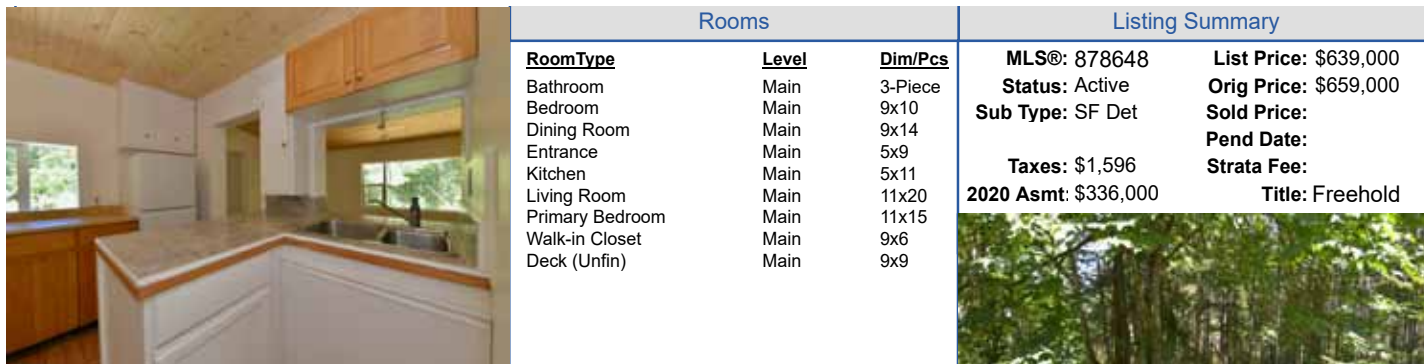 Rooms
RoomType Level Dim/Pcs
Bathroom Main 3-Piece
Bedroom Main 9x10
Dining Room Main 9x14
Entrance Main 5x9
Kitchen Main 5x11
Living Room Main 11x20
Primary Bedroom Main 11x15
Walk-in Closet Main 9x6
Deck (Unfin) Main 9x9
Listing Summary
MLS®: 878648 List Price: $639,000
Status: Active Orig Price: $659,000
Sub Type: SF Det Sold Price:
Pend Date:
Taxes: $1,596 Strata Fee:
2020 Asmt: $336,000 Title: Freehold